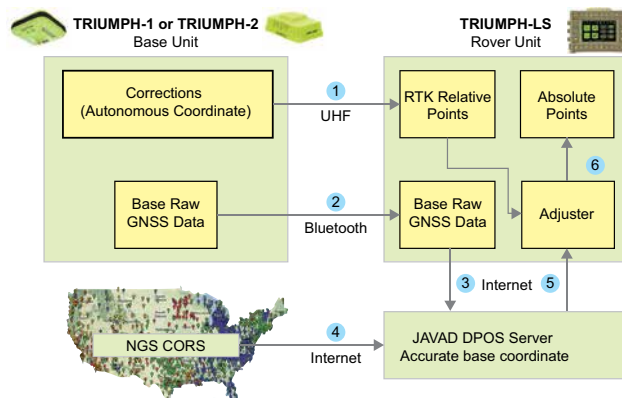 TRIUMPH-1 or TRIUMPH-2
Base Unit
TRIUMPH-LS
Rover Unit
Corrections
(Autonomous Coordinate)
1
UHF
RTK Relative
Points
Absolute
Points
6
Base Raw
GNSS Data
2
Bluetooth
Base Raw
GNSS Data
Adjuster
3 Internet 5
NGS CORS
4
Internet
JAVAD DPOS Server
Accurate base coordinate